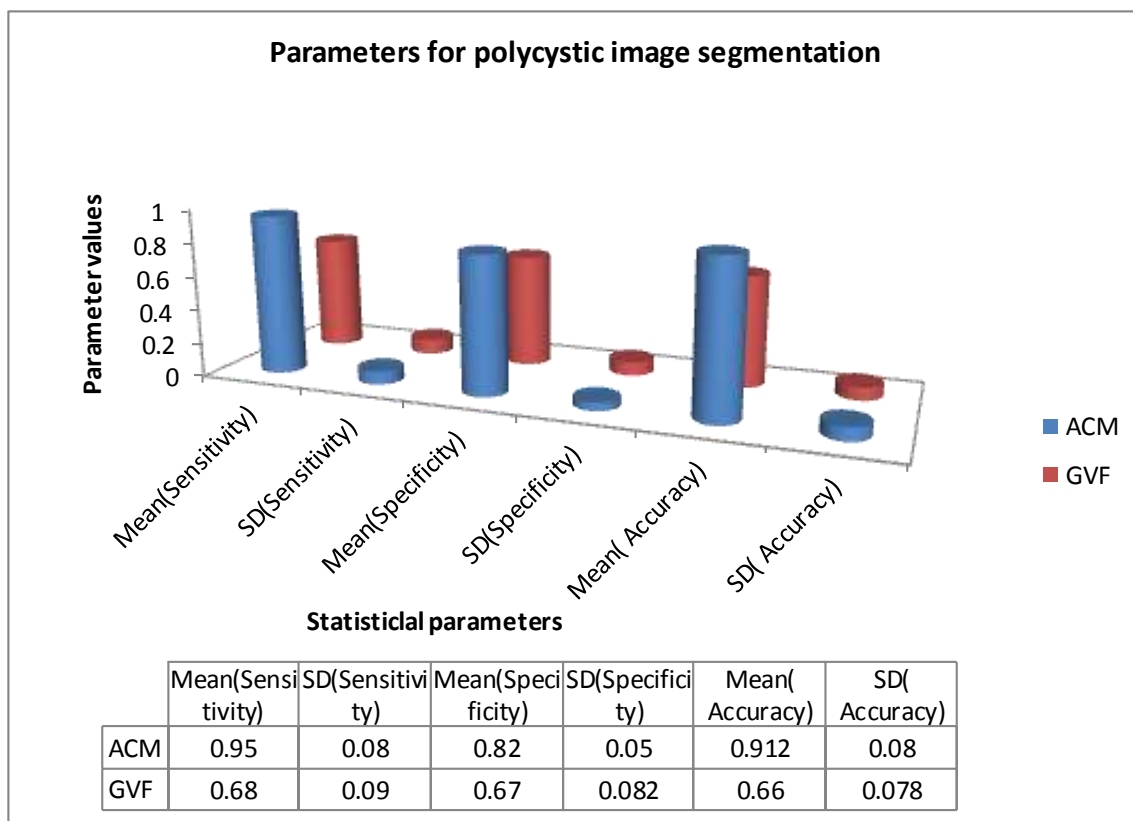 Parameters for polycystic image segmentation
Parameter values
1
0.8
0.6
0.4
0.2
0
Mean(Sensitivity)
SD(Sensitivity)
Mean(Specificity)
SD(Specificity)
Mean( Accuracy)
SD( Accuracy)
ACM
GVF
Statisticlal parameters
Mean(Sensi SD(Sensitivi Mean(Speci SD(Specifici Mean( SD(
tivity) ty) ficity) ty) Accuracy) Accuracy)
ACM 0.95 0.08 0.82 0.05 0.912 0.08
GVF 0.68 0.09 0.67 0.082 0.66 0.078